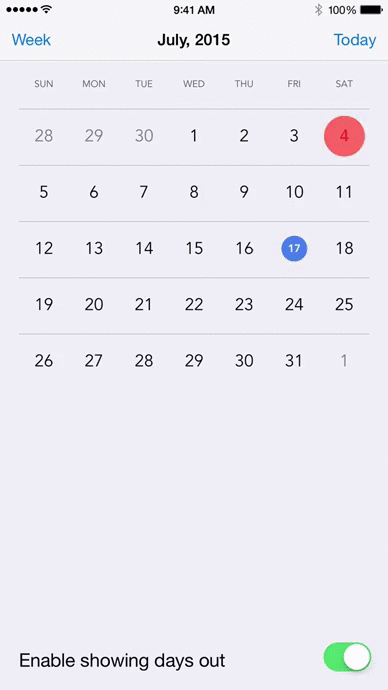 9:41 AM 100%
Week July, 2015 Today
SUN MON TUE WED THU FRI SAT
28 29 30 1 2 3 4
5 6 7 8 9 10 11
12 13 14 15 16 17 18
19 20 21 22 23 24 25
26 27 28 29 30 31 1
Enable showing days out